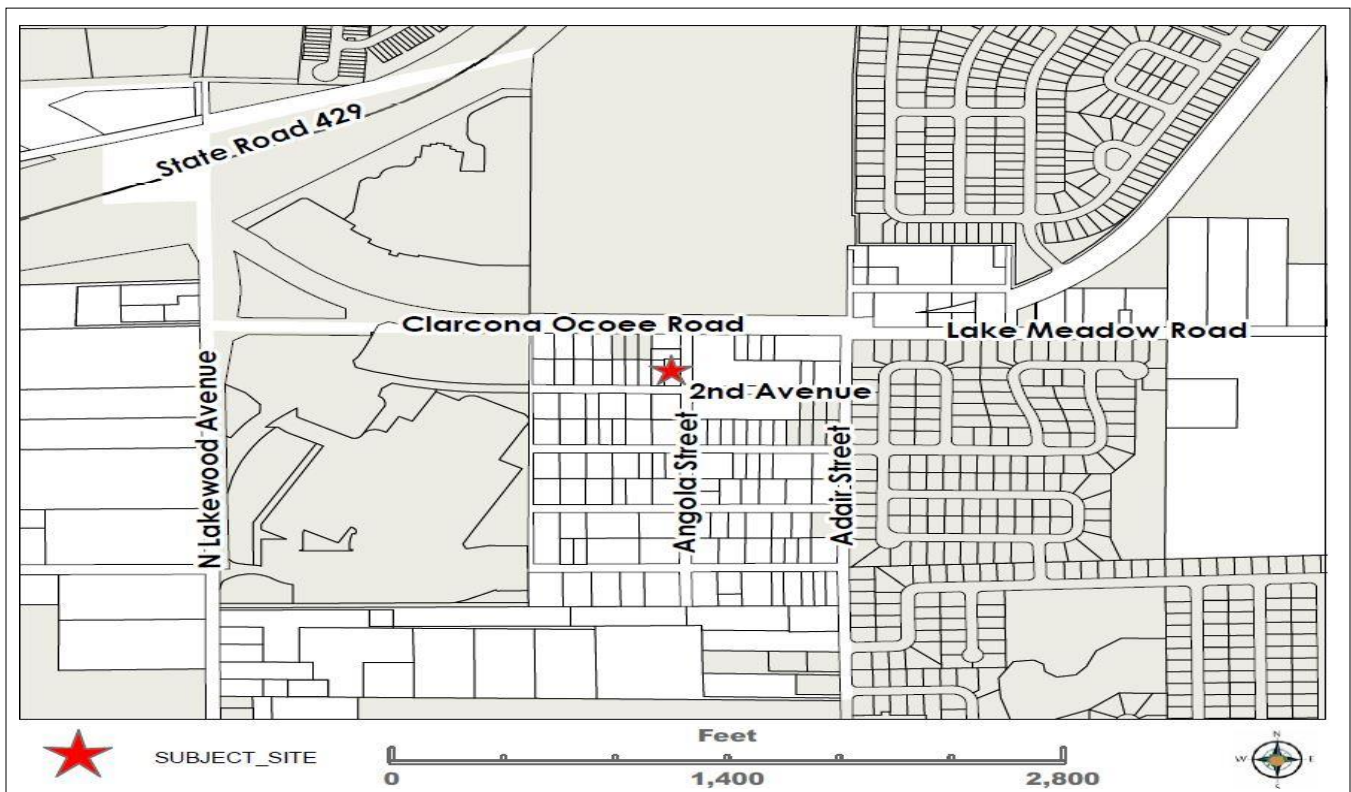 State Road 429
Clarcona Ocoee Road
Lake Meadow Road
2nd Avenue
N Lakewood Avenue
Angola Street
Adair Street
SUBJECT_SITE
Feet
0
1,400
2,800
N
W
E
S